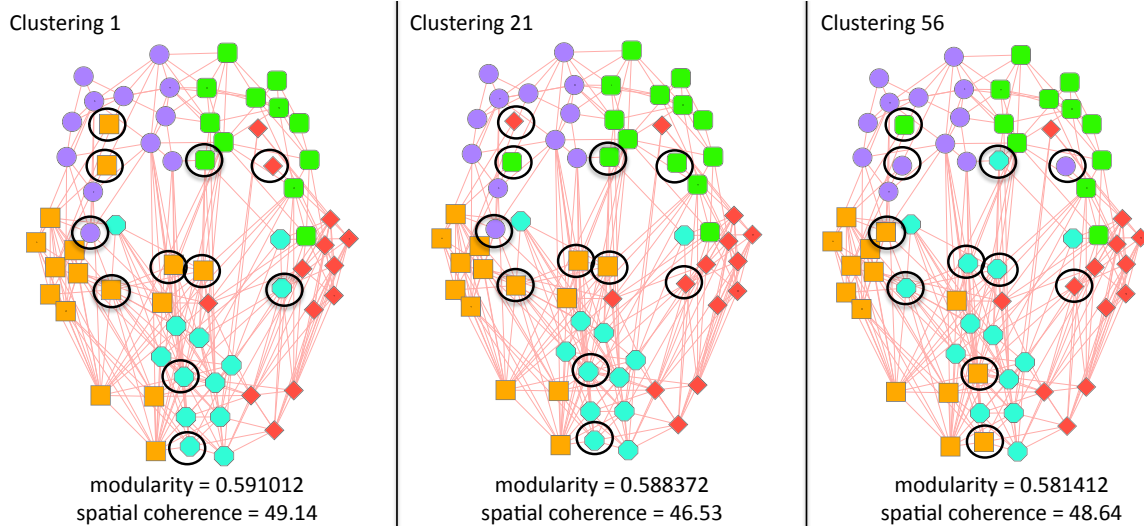 Clustering 1
modularity = 0.591012
spatial coherence = 49.14
Clustering 21
modularity = 0.588372
spatial coherence = 46.53
Clustering 56
modularity = 0.581412
spatial coherence = 48.64